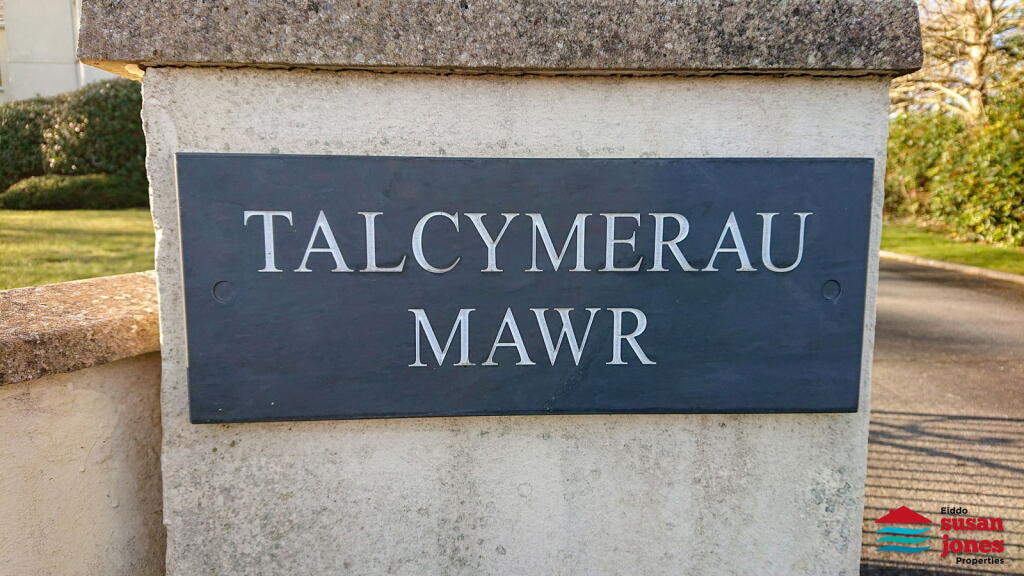 TALCYMERAU
MAWR
Eiddo
susan
jones
Properties